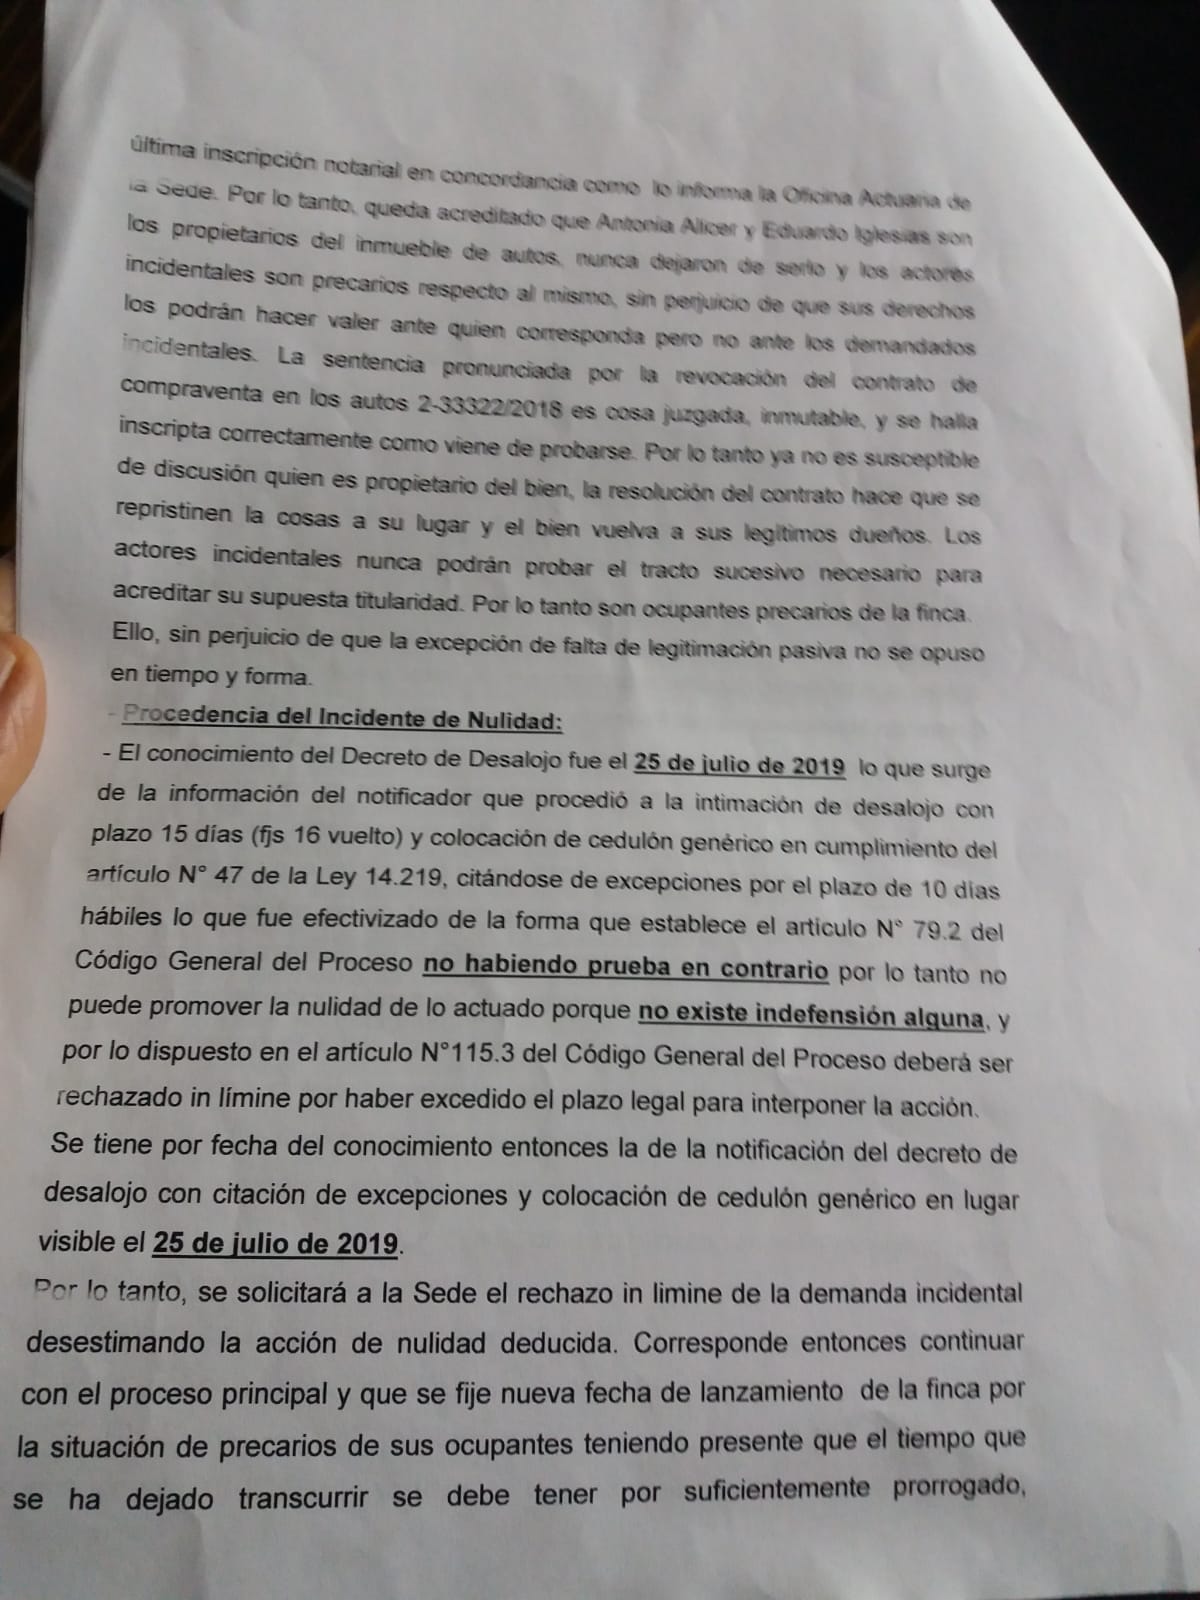 última inscripción notarial en concordancia como lo informa la Oficina Actuaria de
la Sede. Por lo tanto, queda acreditado que Antonia Alicer y Eduardo Iglesias son
los propietarios del inmueble de autos, nunca dejaron de serlo y los actores
incidentales son precarios respecto al mismo, sin perjuicio de que sus derechos
los podrán hacer valer ante quien corresponda pero no ante los demandados
incidentales. La sentencia pronunciada por la revocación del contrato de
compraventa en los autos 2-33322/2018 es cosa juzgada, inmutable, y se halla
inscripta correctamente como viene de probarse. Por lo tanto ya no es susceptible
de discusión quien es propietario del bien, la resolución del contrato hace que se
repristinen la cosas a su lugar y el bien vuelva a sus legítimos dueños. Los
actores incidentales nunca podrán probar el tracto sucesivo necesario para
acreditar su supuesta titularidad. Por lo tanto son ocupantes precarios de la finca.
Ello, sin perjuicio de que la excepción de falta de legitimación pasiva no se opuso
en tiempo y forma.
- Procedencia del Incidente de Nulidad:
- El conocimiento del Decreto de Desalojo fue el 25 de julio de 2019 lo que surge
de la información del notificador que procedió a la intimación de desalojo con
plazo 15 días (fjs 16 vuelto) y colocación de cedulón genérico en cumplimiento del
artículo N° 47 de la Ley 14.219, citándose de excepciones por el plazo de 10 días
hábiles lo que fue efectivizado de la forma que establece el artículo N° 79.2 del
Código General del Proceso no habiendo prueba en contrario por lo tanto no
puede promover la nulidad de lo actuado porque no existe indefensión alguna, y
por lo dispuesto en el artículo N°115.3 del Código General del Proceso deberá ser
rechazado in límine por haber excedido el plazo legal para interponer la acción.
Se tiene por fecha del conocimiento entonces la de la notificación del decreto de
desalojo con citación de excepciones y colocación de cedulón genérico en lugar
visible el 25 de julio de 2019.
Por lo tanto, se solicitará a la Sede el rechazo in limine de la demanda incidental
desestimando la acción de nulidad deducida. Corresponde entonces continuar
con el proceso principal y que se fije nueva fecha de lanzamiento de la finca por
la situación de precarios de sus ocupantes teniendo presente que el tiempo que
se ha dejado transcurrir se debe tener por suficientemente prorrogado,